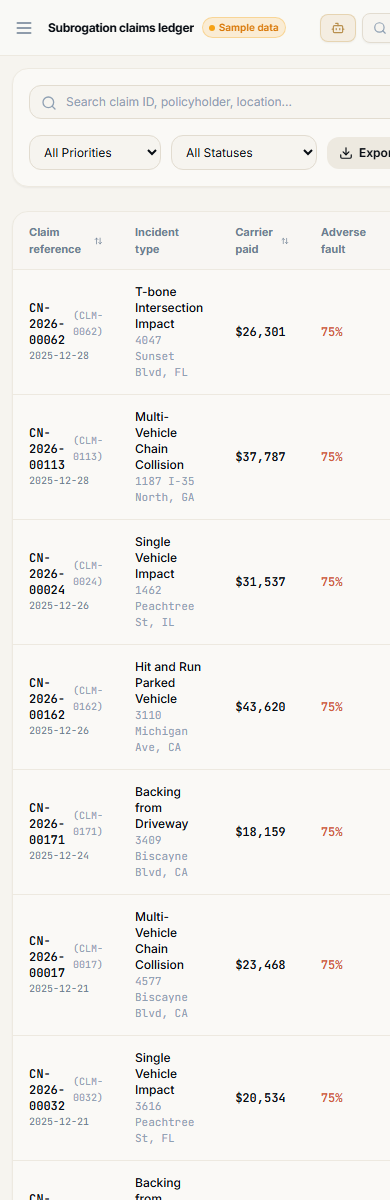 Subrogation claims ledger
Sample data
Search claim ID, policyholder, location...
All Priorities
All Statuses
Claim reference
Incident type
Carrier paid
Adverse fault
CN-2026-00062 (CLM-0062)
2025-12-28
T-bone Intersection Impact
4047 Sunset Blvd, FL
$26,301
75%
CN-2026-00113 (CLM-0113)
2025-12-28
Multi-Vehicle Chain Collision
1187 I-35 North, GA
$37,787
75%
CN-2026-00024 (CLM-0024)
2025-12-26
Single Vehicle Impact
1462 Peachtree St, IL
$31,537
75%
CN-2026-00162 (CLM-0162)
2025-12-26
Hit and Run Parked Vehicle
3110 Michigan Ave, CA
$43,620
75%
CN-2026-00171 (CLM-0171)
2025-12-24
Backing from Driveway
3409 Biscayne Blvd, CA
$18,159
75%
CN-2026-00017 (CLM-0017)
2025-12-21
Multi-Vehicle Chain Collision
4577 Biscayne Blvd, CA
$23,468
75%
CN-2026-00032 (CLM-0032)
2025-12-21
Single Vehicle Impact
3616 Peachtree St, FL
$20,534
75%
Backing